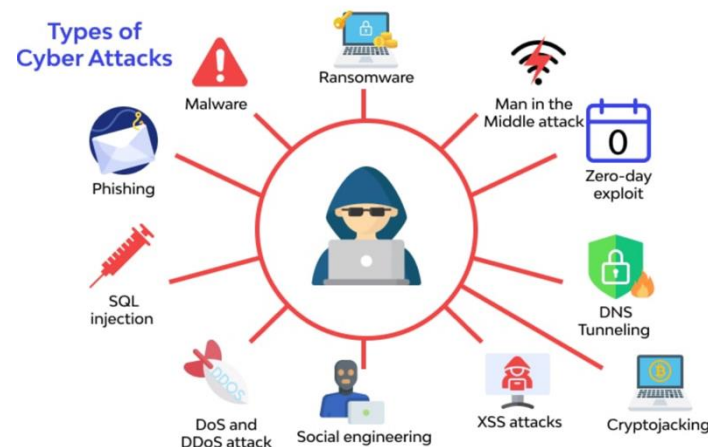 Types of
Cyber Attacks
Ransomware
Malware
Man in the
Middle attack
0
Phishing
Zero-day
exploit
SQL
injection
DNS
Tunneling
DDOS
DoS and
DDoS attack
Social engineering
XSS attacks
Cryptojacking